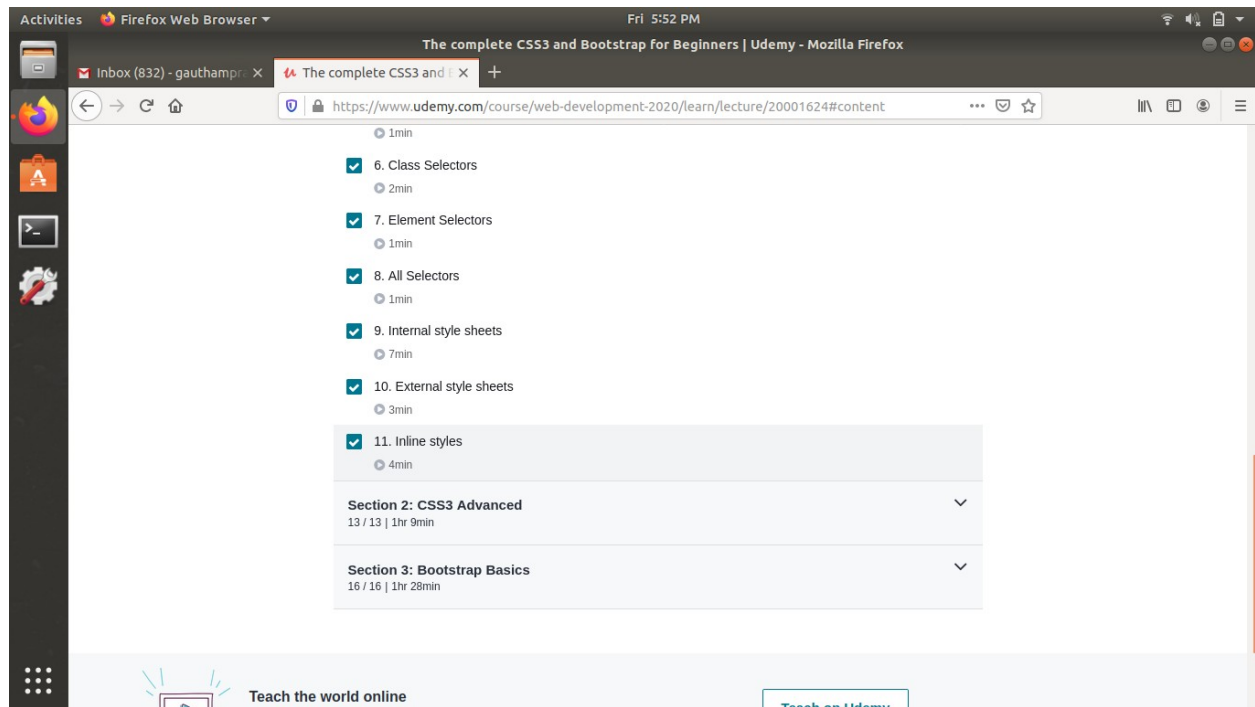 Activities Firefox Web Browser Fri 5:52 PM
The complete CSS3 and Bootstrap for Beginners | Udemy - Mozilla Firefox
Inbox (832) - gauthampr The complete CSS3 and
https://www.udemy.com/course/web-development-2020/learn/lecture/20001624#content
1min
6. Class Selectors
2min
7. Element Selectors
1min
8. All Selectors
1min
9. Internal style sheets
7min
10. External style sheets
3min
11. Inline styles
4min
Section 2: CSS3 Advanced
13 / 13 | 1hr 9min
Section 3: Bootstrap Basics
16 / 16 | 1hr 28min
Teach the world online
Teach on Udemy